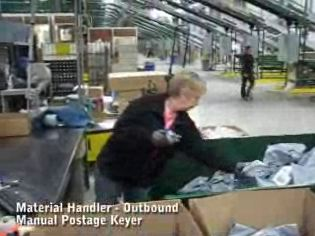 Material Handler - Outbound
Manual Postage Keyer